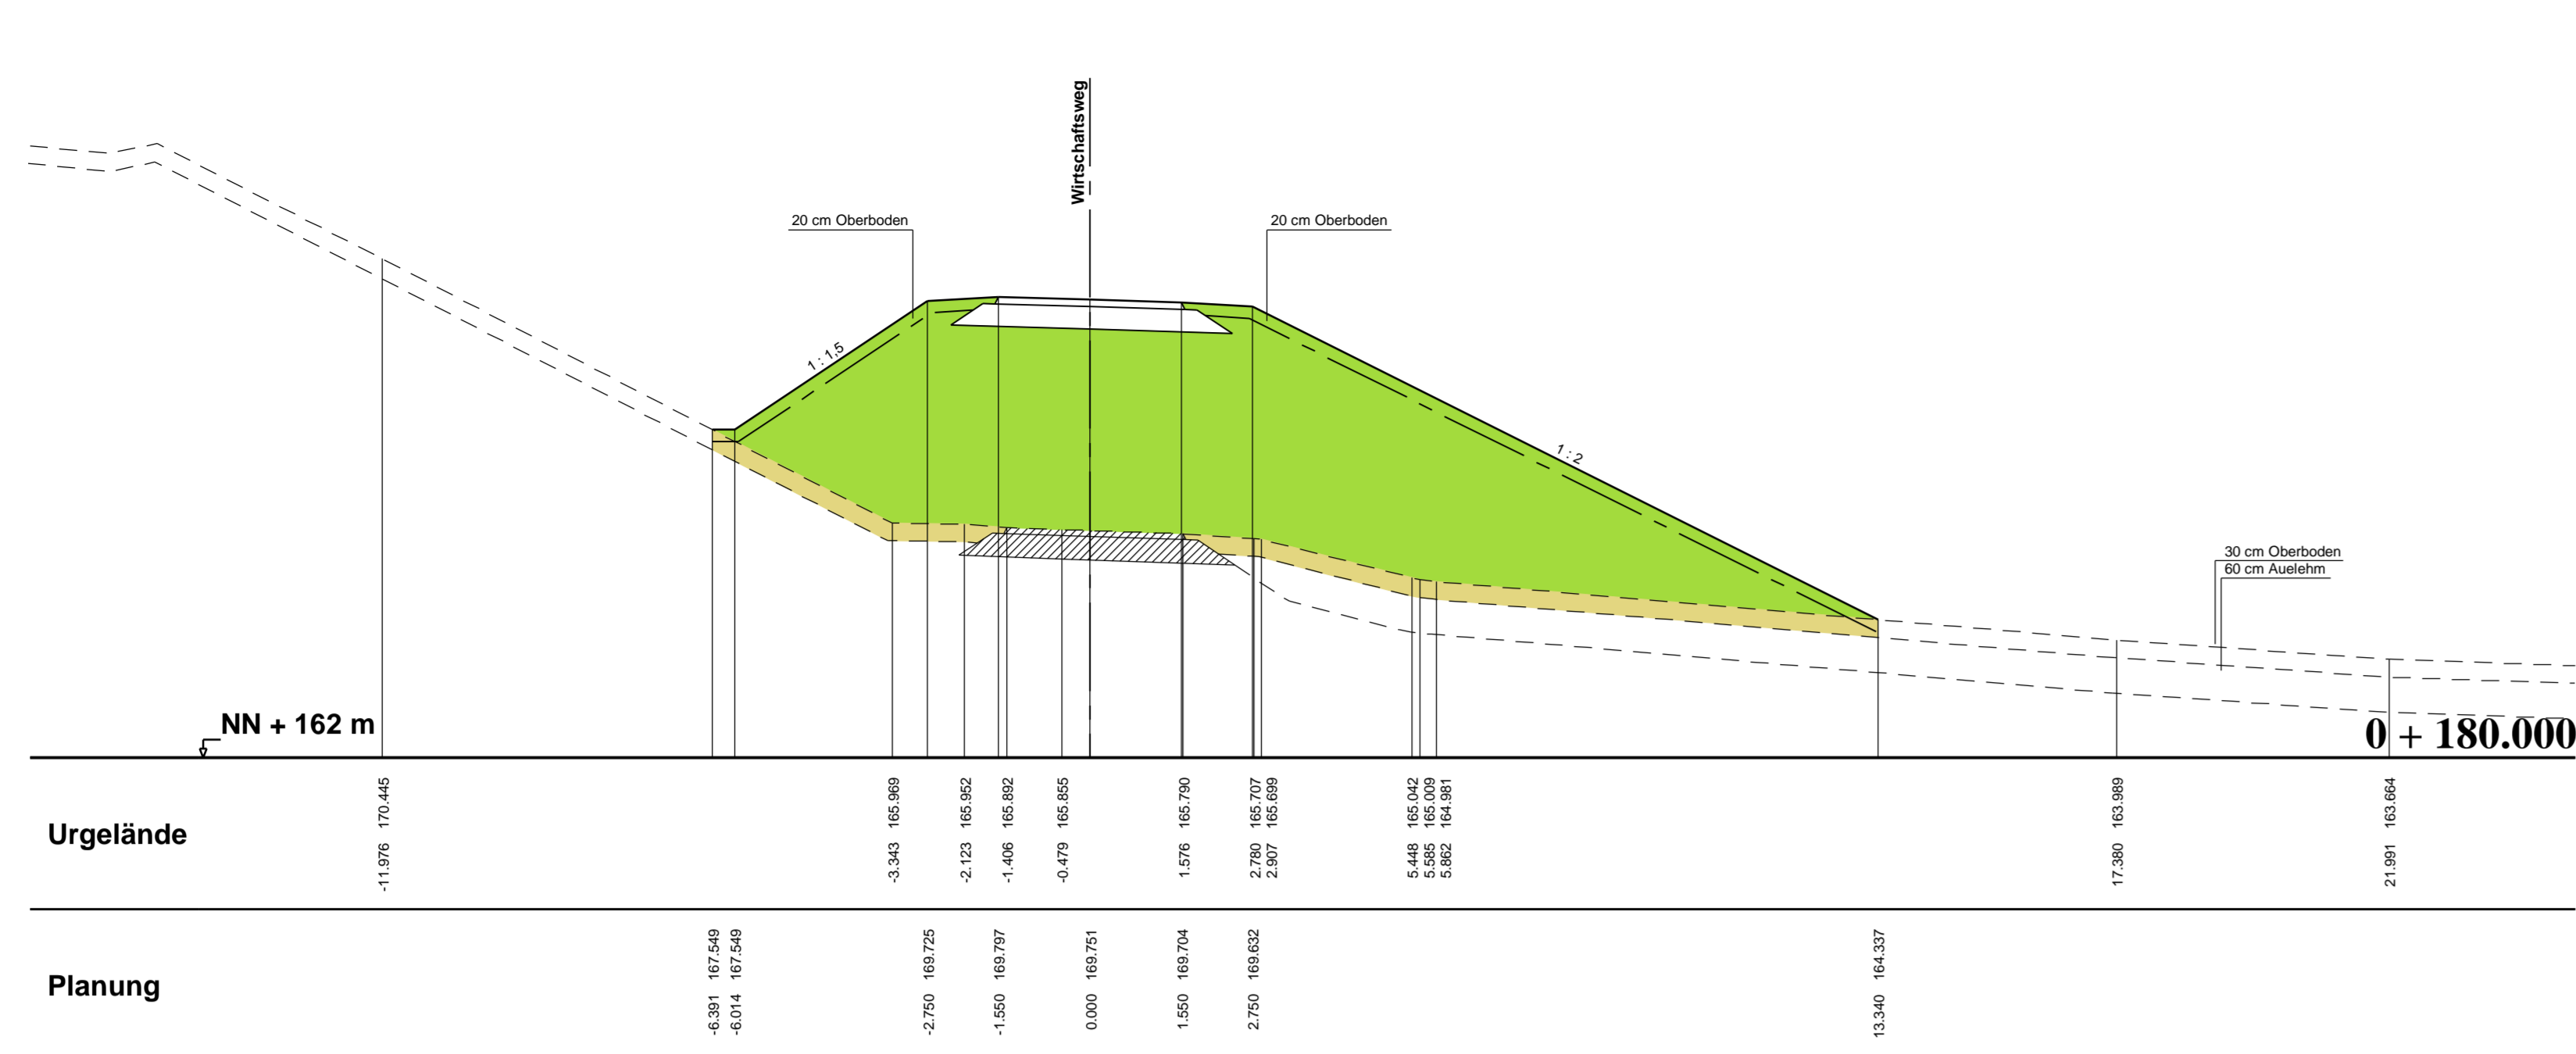 Wirtschaftsweg
20 cm Oberboden
20 cm Oberboden
1 : 1,5
1 : 2
30 cm Oberboden
60 cm Auelehm
NN + 162 m
0 + 180.000
Urgelände
-11.976 170.445
-3.343 165.969
-2.123 165.952
-1.406 165.892
-0.479 165.855
1.576 165.790
2.780 165.707
2.907 165.699
5.448 165.042
5.585 165.009
5.862 164.981
17.380 163.989
21.991 163.664
Planung
-6.391 167.549
-6.014 167.549
-2.750 169.725
-1.550 169.797
0.000 169.751
1.550 169.704
2.750 169.632
13.340 164.337